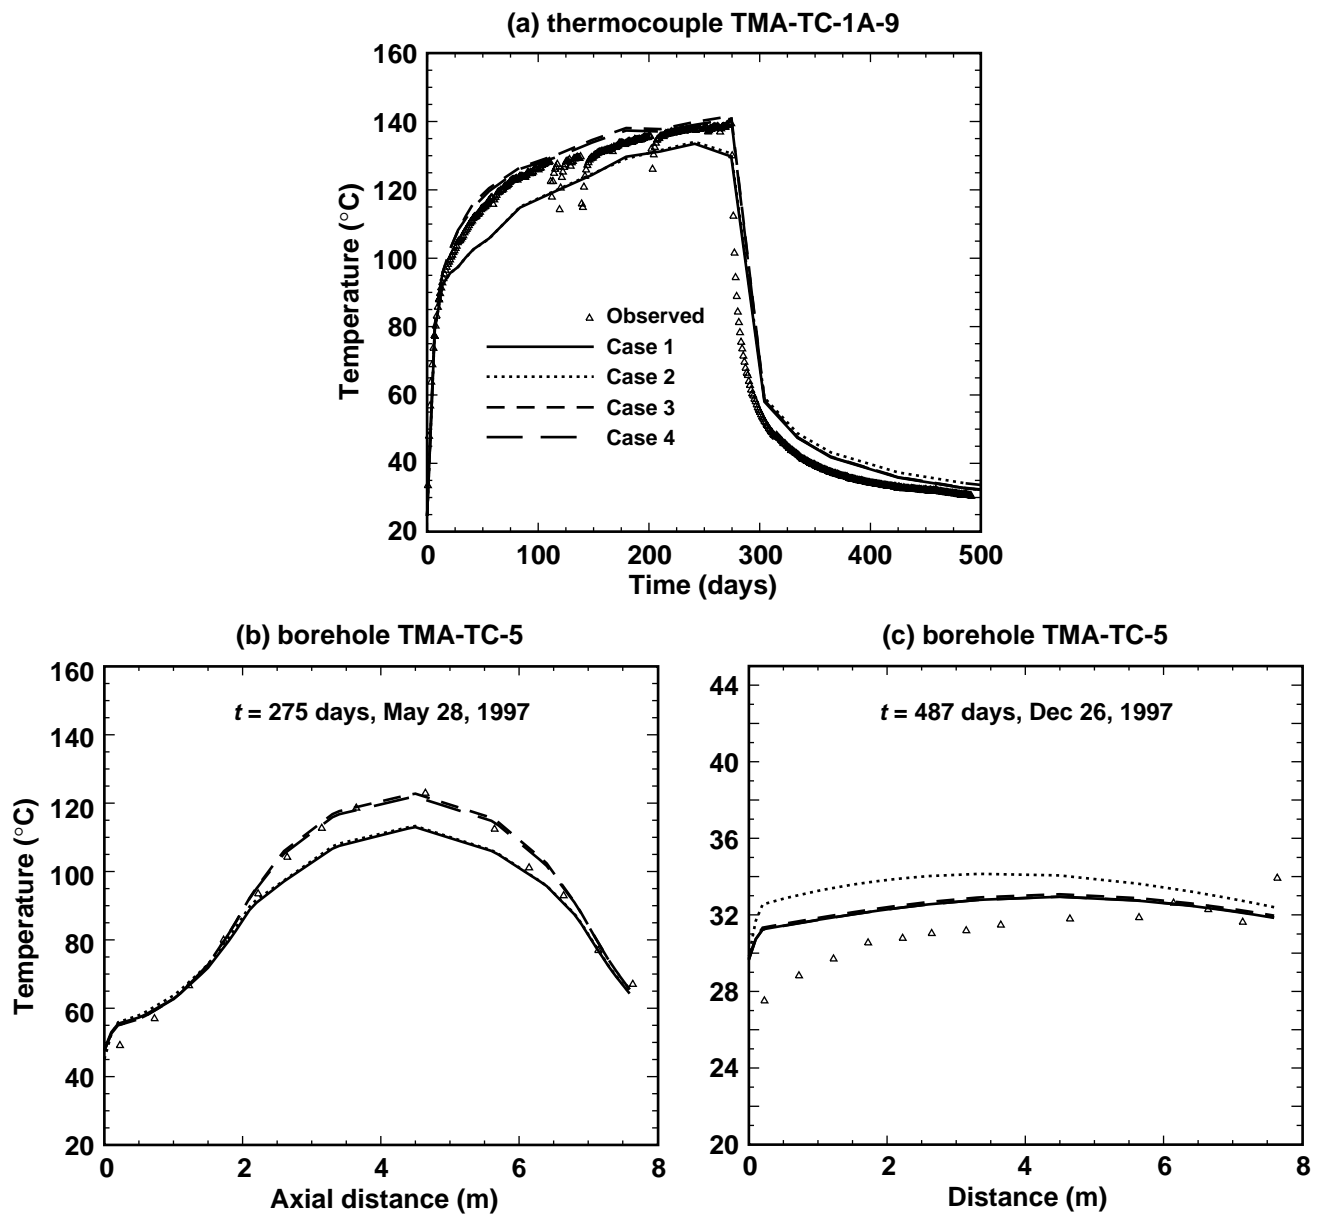 (a) thermocouple TMA-TC-1A-9
160
140
120
100
80
60
40
20
Temperature (°C)
Observed
Case 1
Case 2
Case 3
Case 4
0 100 200 300 400 500
Time (days)
(b) borehole TMA-TC-5
t = 275 days, May 28, 1997
160
140
120
100
80
60
40
20
Temperature (°C)
0 2 4 6 8
Axial distance (m)
(c) borehole TMA-TC-5
t = 487 days, Dec 26, 1997
44
40
36
32
28
24
20
0 2 4 6 8
Distance (m)